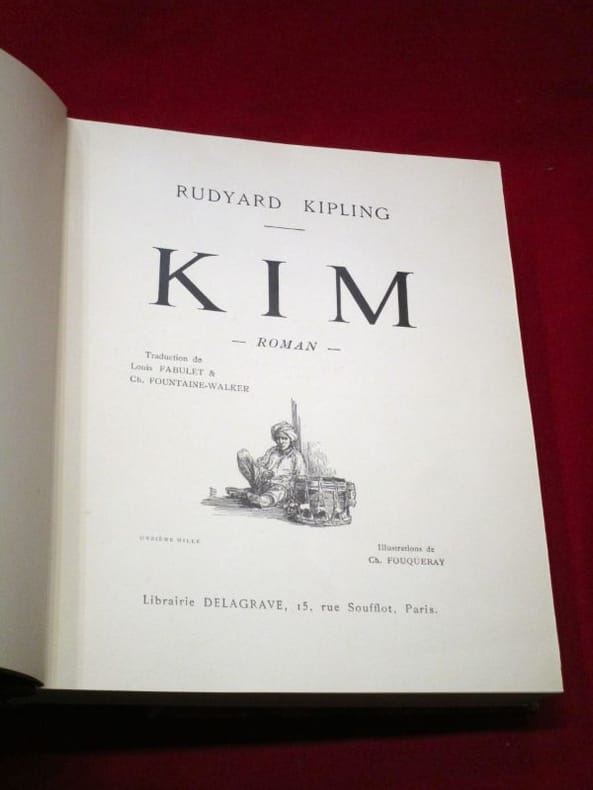 RUDYARD KIPLING
KIM
— ROMAN —
Traduction de
Louis FABULET &
Ch. FOUNTAINE-WALKER
ONZIÈME MILLE
Illustrations de
Ch. FOUQUERAY
Librairie DELAGRAVE, 15, rue Soufflot, Paris.